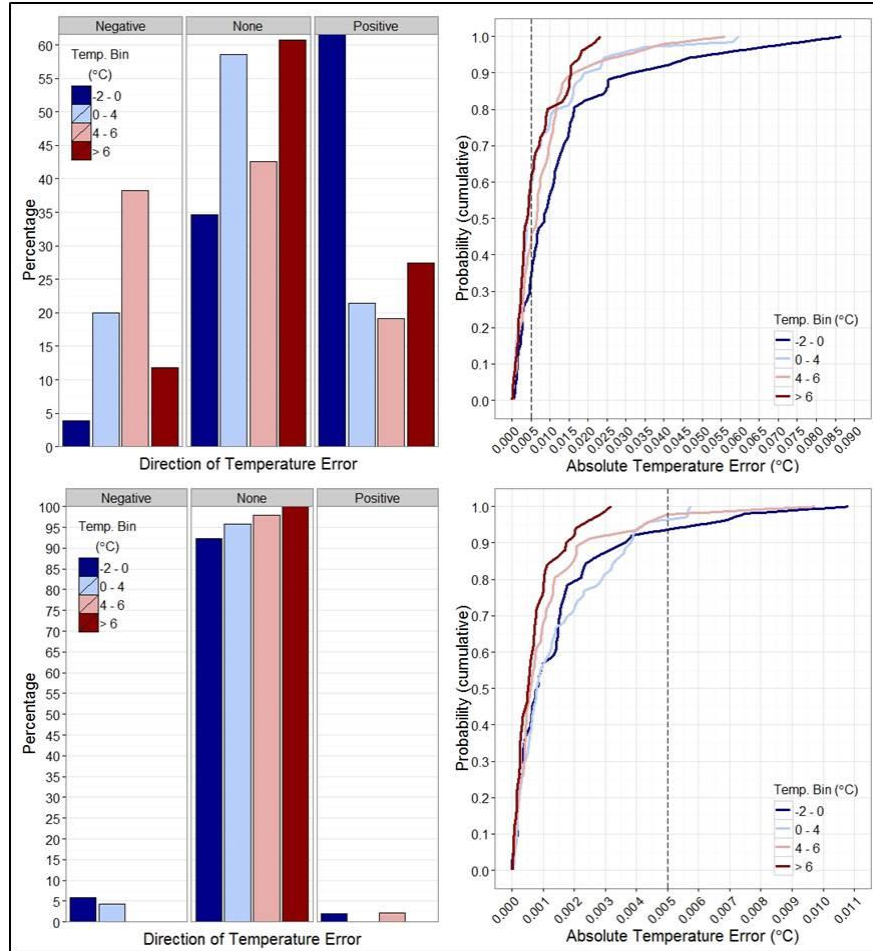 Negative None Positive
Temp. Bin
(°C)
-2 - 0
0 - 4
4 - 6
> 6
Percentage
60
55
50
45
40
35
30
25
20
15
10
5
0
Direction of Temperature Error
Probability (cumulative)
1.0
0.9
0.8
0.7
0.6
0.5
0.4
0.3
0.2
0.1
0.0
Temp. Bin (°C)
-2 - 0
0 - 4
4 - 6
> 6
0.000 0.005 0.010 0.015 0.020 0.025 0.030 0.035 0.040 0.045 0.050 0.055 0.060 0.065 0.070 0.075 0.080 0.085 0.090
Absolute Temperature Error (°C)
Negative None Positive
Temp. Bin
(°C)
-2 - 0
0 - 4
4 - 6
> 6
Percentage
100
95
90
85
80
75
70
65
60
55
50
45
40
35
30
25
20
15
10
5
0
Direction of Temperature Error
Probability (cumulative)
1.0
0.9
0.8
0.7
0.6
0.5
0.4
0.3
0.2
0.1
0.0
Temp. Bin (°C)
-2 - 0
0 - 4
4 - 6
> 6
0.000 0.001 0.002 0.003 0.004 0.005 0.006 0.007 0.008 0.009 0.010 0.011
Absolute Temperature Error (°C)